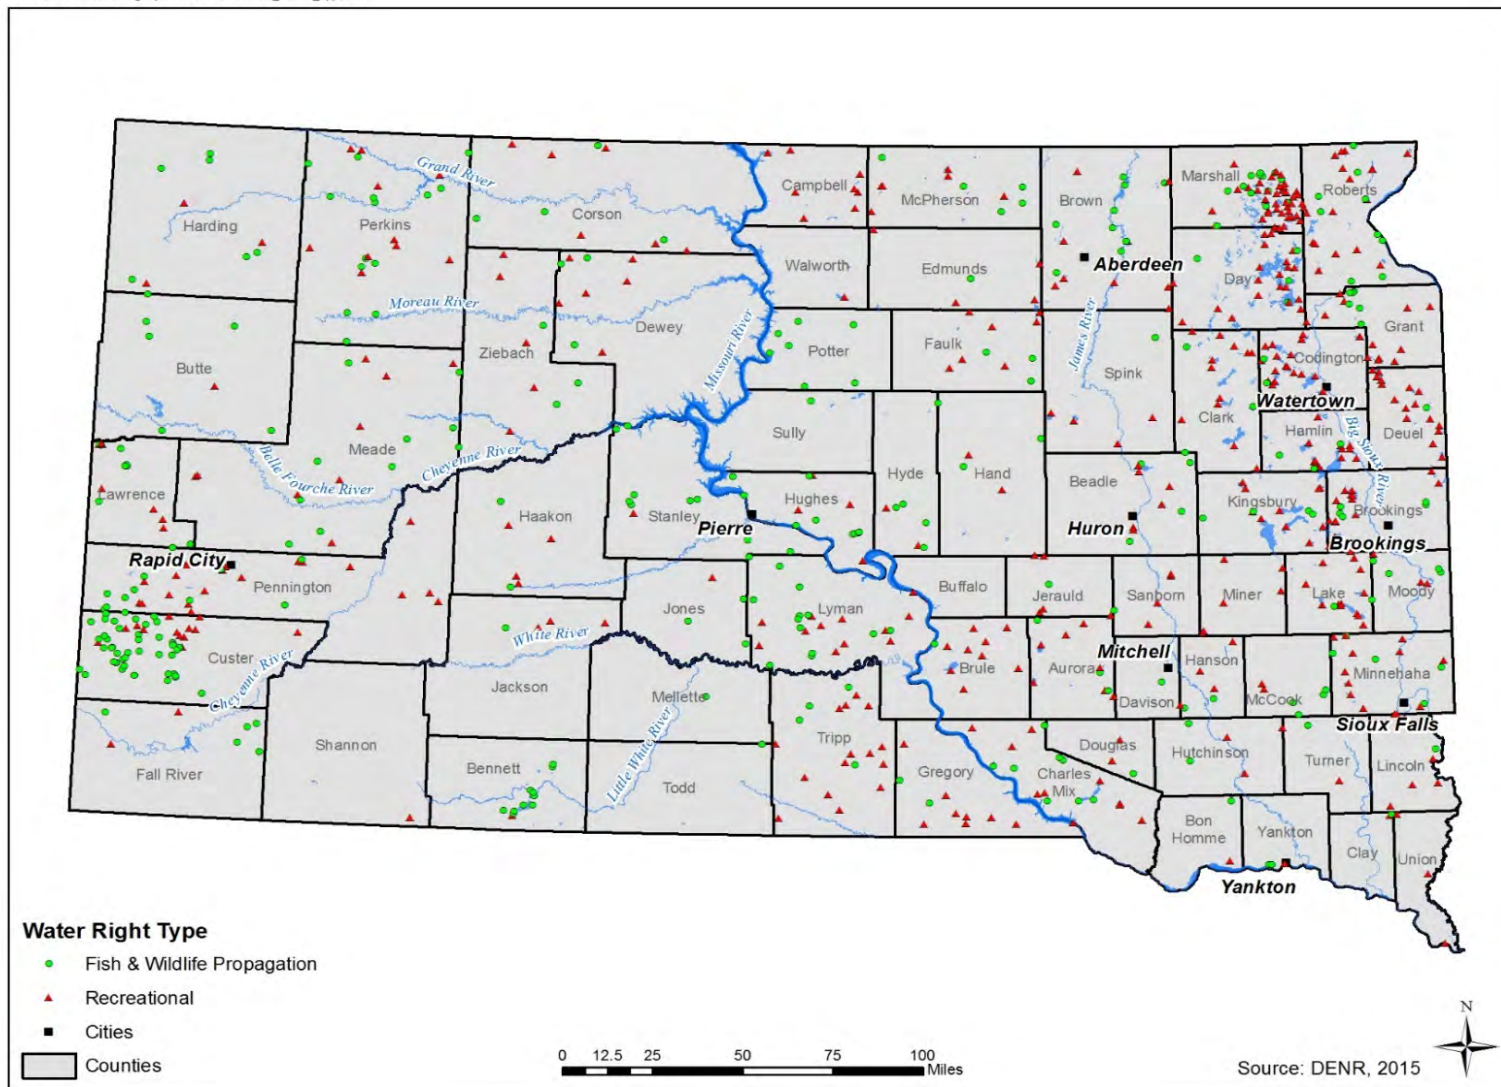 Grand River
Campbell
McPherson
Brown
Marshall
Roberts
Harding
Perkins
Corson
Walworth
Edmunds
Aberdeen
Day
Moreau River
Dewey
Missouri River
James River
Grant
Butte
Ziebach
Potter
Faulk
Spink
Codington
Watertown
Clark
Hamlin
Big Sioux River
Deuel
Sully
Meade
Cheyenne River
Belle Fourche River
Lawrence
Haakon
Stanley
Hughes
Hyde
Hand
Beadle
Kingsbury
Brookings
Pierre
Huron
Brookings
Rapid City
Pennington
Jones
Lyman
Buffalo
Jerauld
Sanborn
Miner
Lake
Moody
White River
Custer
Cheyenne River
Jackson
Mellette
Brule
Aurora
Mitchell
Davison
Hanson
McCook
Minnehaha
Sioux Falls
Fall River
Shannon
Bennett
Little White River
Todd
Tripp
Gregory
Charles
Mix
Douglas
Hutchinson
Turner
Lincoln
Bon
Homme
Yankton
Clay
Union
Yankton
Water Right Type
Fish & Wildlife Propagation
Recreational
Cities
Counties
0 12.5 25 50 75 100
Miles
N
Source: DENR, 2015